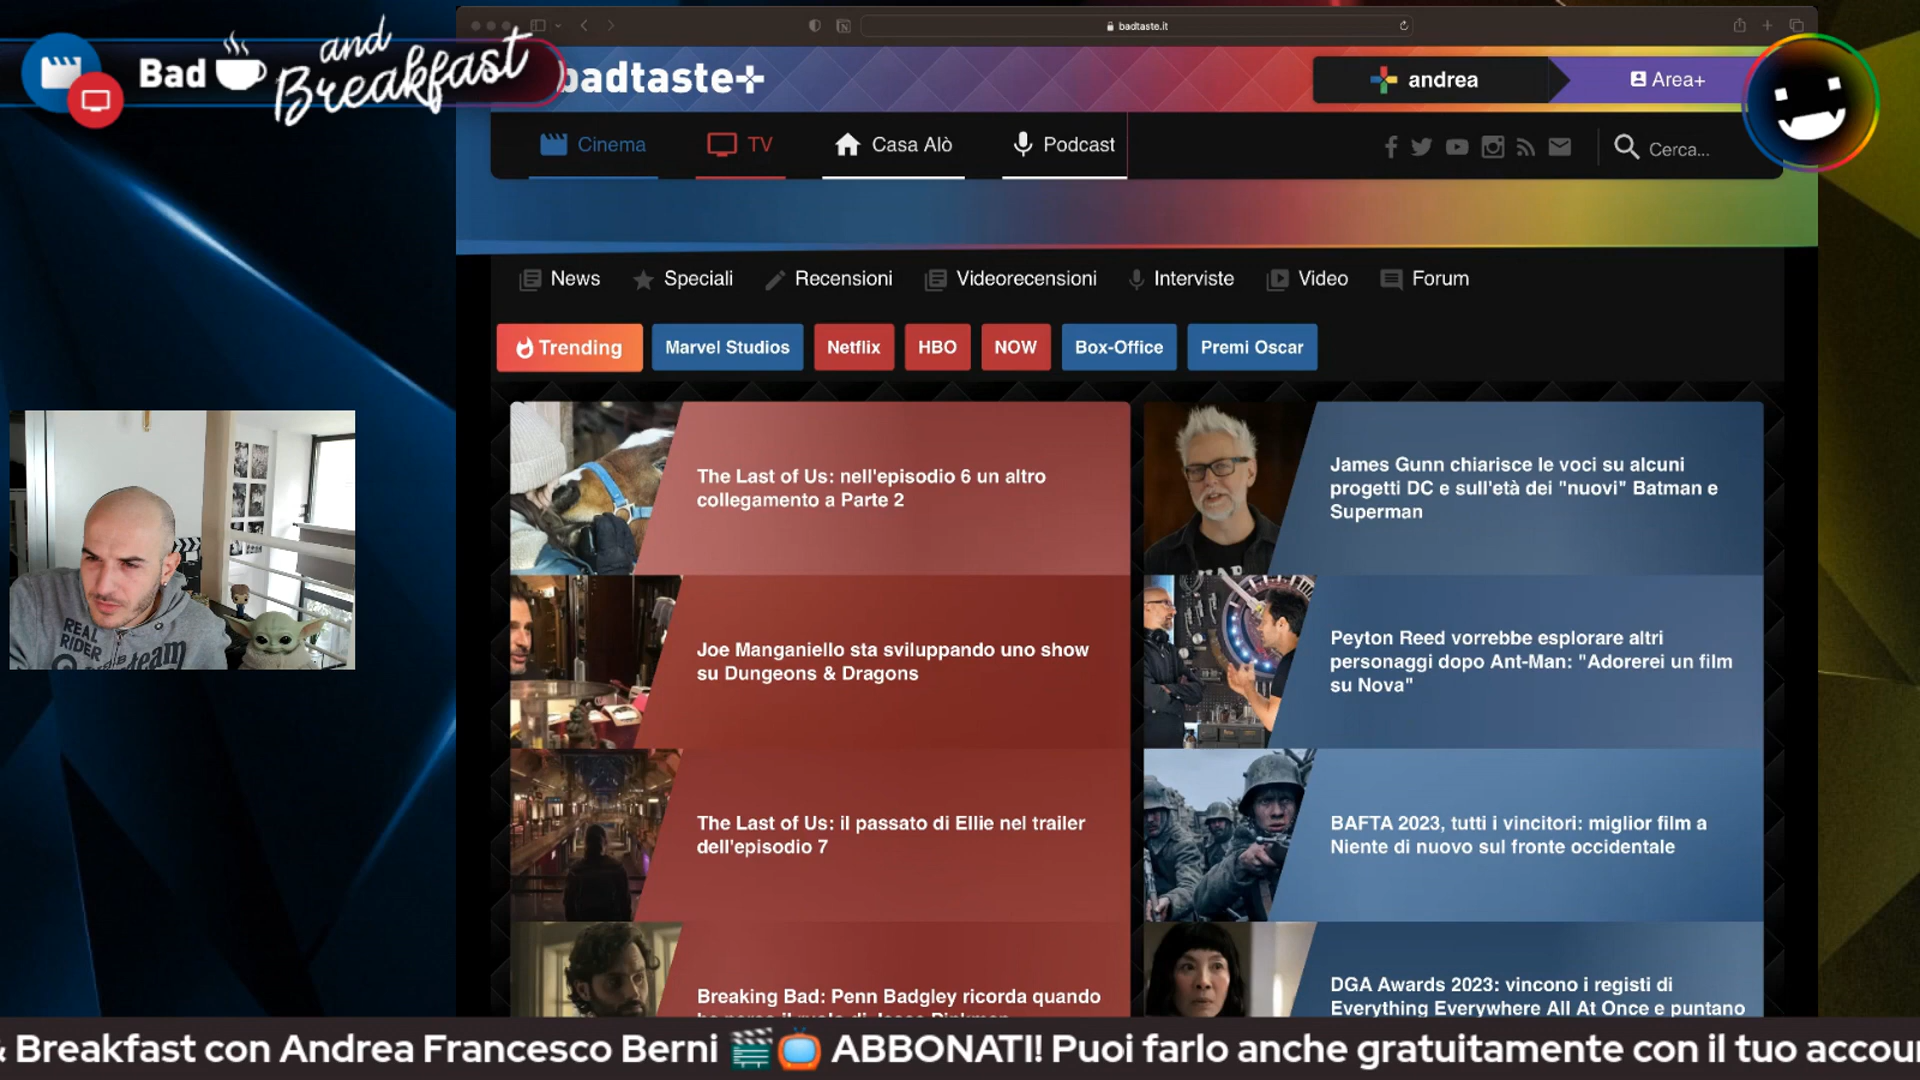 badtaste.it
Bad and Breakfast
badtaste
andrea
Area+
Cinema
TV
Casa Alò
Podcast
Cerca...
News
Speciali
Recensioni
Videorecensioni
Interviste
Video
Forum
Trending
Marvel Studios
Netflix
HBO
NOW
Box-Office
Premi Oscar
The Last of Us: nell'episodio 6 un altro
collegamento a Parte 2
James Gunn chiarisce le voci su alcuni
progetti DC e sull'età dei "nuovi" Batman e
Superman
Joe Manganiello sta sviluppando uno show
su Dungeons & Dragons
Peyton Reed vorrebbe esplorare altri
personaggi dopo Ant-Man: "Adorerei un film
su Nova"
The Last of Us: il passato di Ellie nel trailer
dell'episodio 7
BAFTA 2023, tutti i vincitori: miglior film a
Niente di nuovo sul fronte occidentale
Breaking Bad: Penn Badgley ricorda quando
DGA Awards 2023: vincono i registi di
Everything Everywhere All At Once e puntano
REAL
RIDER
team
& Breakfast con Andrea Francesco Berni 🎬📺 ABBONATI! Puoi farlo anche gratuitamente con il tuo accou